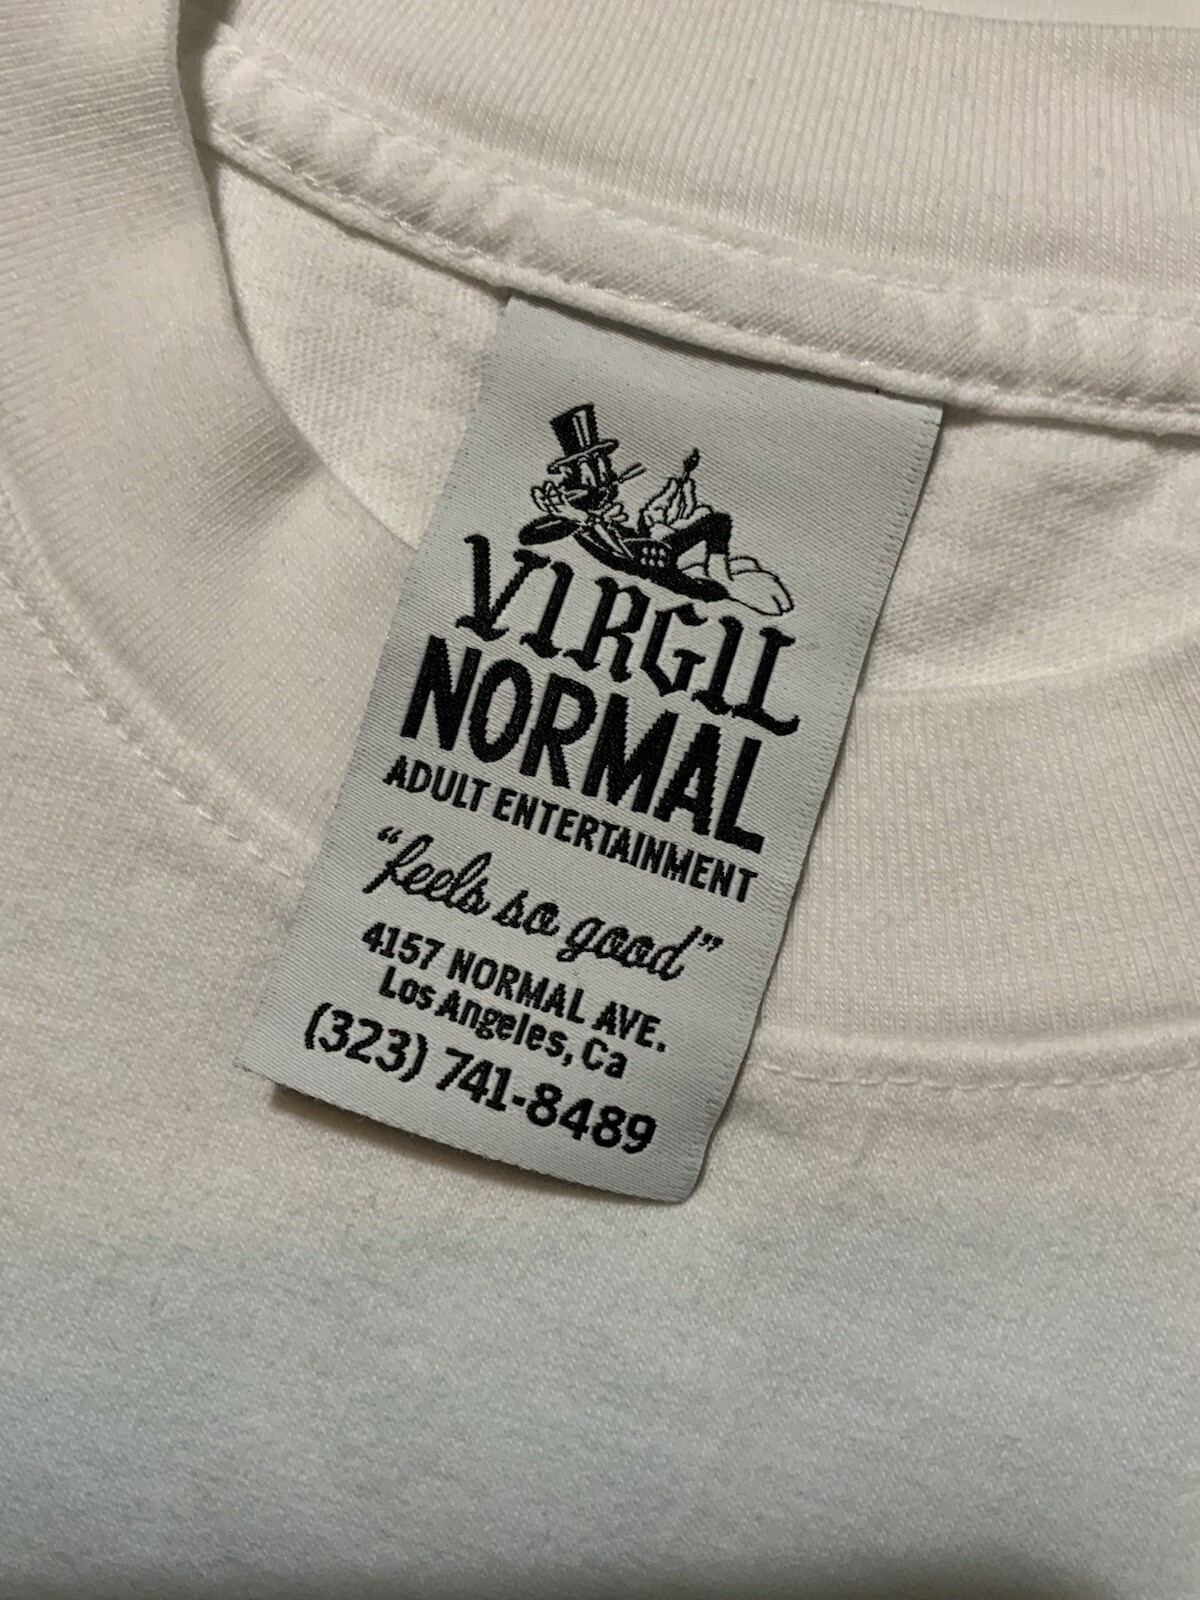 VIRGIL
NORMAL
ADULT ENTERTAINMENT
“feels so good”
4157 NORMAL AVE.
Los Angeles, Ca
(323) 741-8489